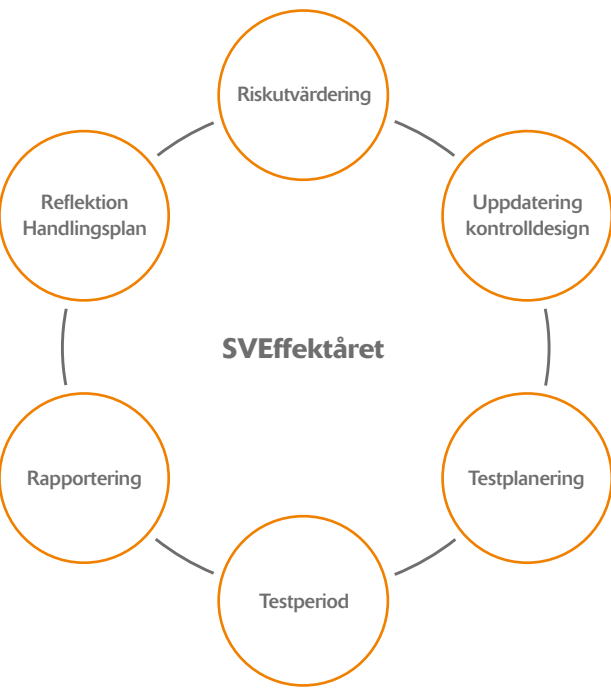 Riskutvärdering
Uppdatering
kontrolldesign
Testplanering
Testperiod
Rapportering
Reflektion
Handlingsplan
SVEffektåret